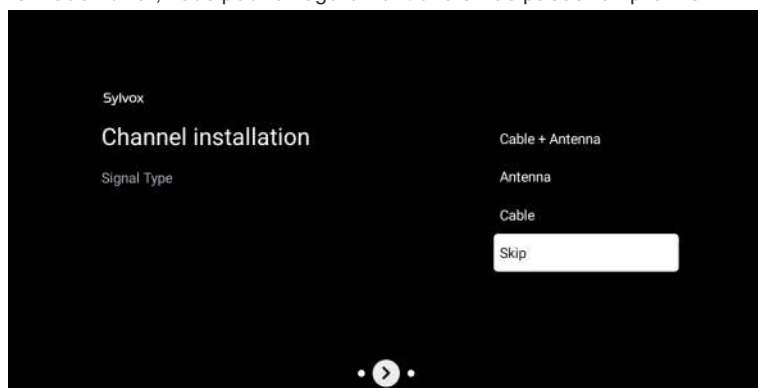 Sylvox
Channel installation
Signal Type
Cable + Antenna
Antenna
Cable
Skip